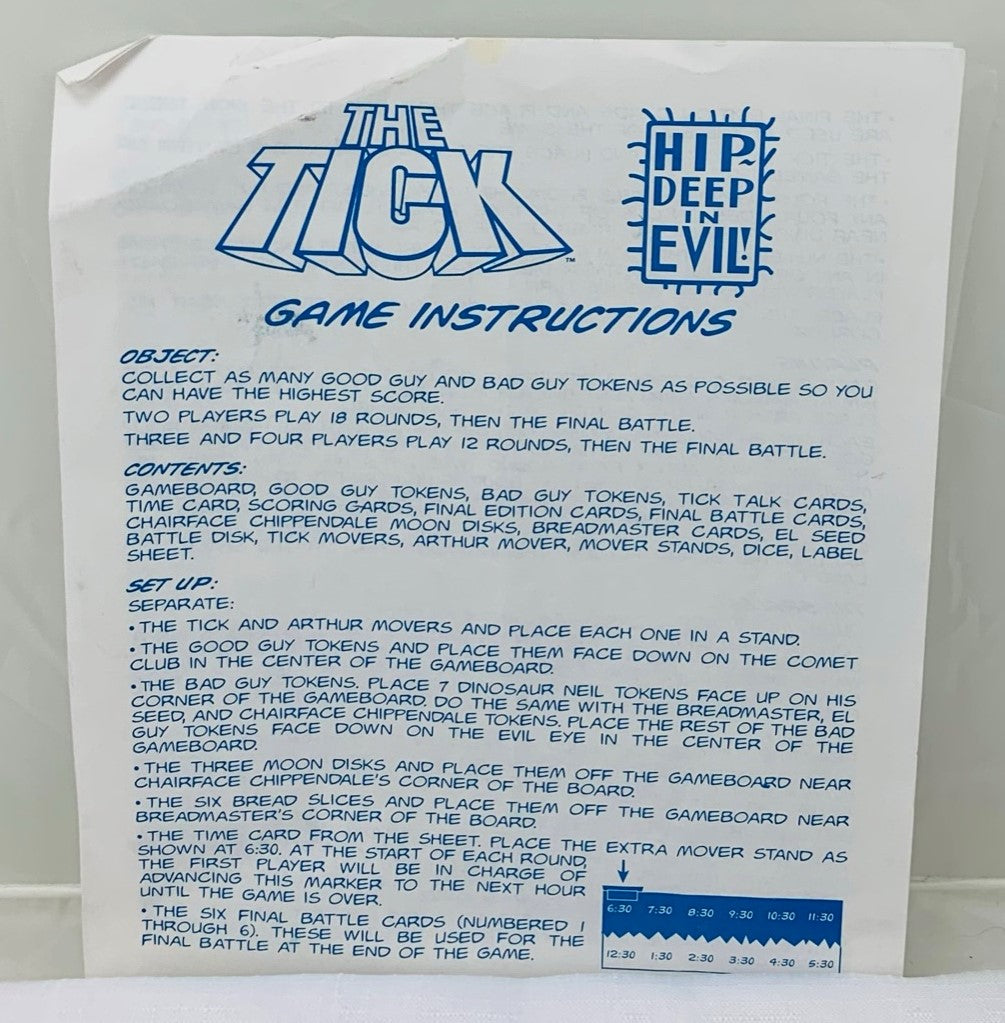 THE
TICK™
HIP-
DEEP
IN
EVIL!
GAME INSTRUCTIONS
OBJECT:
COLLECT AS MANY GOOD GUY AND BAD GUY TOKENS AS POSSIBLE SO YOU
CAN HAVE THE HIGHEST SCORE.
TWO PLAYERS PLAY 18 ROUNDS, THEN THE FINAL BATTLE.
THREE AND FOUR PLAYERS PLAY 12 ROUNDS, THEN THE FINAL BATTLE.
CONTENTS:
GAMEBOARD, GOOD GUY TOKENS, BAD GUY TOKENS, TICK TALK CARDS,
TIME CARD, SCORING GARDS, FINAL EDITION CARDS, FINAL BATTLE CARDS,
CHAIRFACE CHIPPENDALE MOON DISKS, BREADMASTER CARDS, EL SEED
BATTLE DISK, TICK MOVERS, ARTHUR MOVER, MOVER STANDS, DICE, LABEL
SHEET.
SET UP:
SEPARATE:
• THE TICK AND ARTHUR MOVERS AND PLACE EACH ONE IN A STAND.
• THE GOOD GUY TOKENS AND PLACE THEM FACE DOWN ON THE COMET
CLUB IN THE CENTER OF THE GAMEBOARD.
• THE BAD GUY TOKENS. PLACE 7 DINOSAUR NEIL TOKENS FACE UP ON HIS
CORNER OF THE GAMEBOARD. DO THE SAME WITH THE BREADMASTER, EL
SEED, AND CHAIRFACE CHIPPENDALE TOKENS. PLACE THE REST OF THE BAD
GUY TOKENS FACE DOWN ON THE EVIL EYE IN THE CENTER OF THE
GAMEBOARD.
• THE THREE MOON DISKS AND PLACE THEM OFF THE GAMEBOARD NEAR
CHAIRFACE CHIPPENDALE'S CORNER OF THE BOARD.
• THE SIX BREAD SLICES AND PLACE THEM OFF THE GAMEBOARD NEAR
BREADMASTER'S CORNER OF THE BOARD.
• THE TIME CARD FROM THE SHEET. PLACE THE EXTRA MOVER STAND AS
SHOWN AT 6:30. AT THE START OF EACH ROUND,
THE FIRST PLAYER WILL BE IN CHARGE OF
ADVANCING THIS MARKER TO THE NEXT HOUR
UNTIL THE GAME IS OVER.
• THE SIX FINAL BATTLE CARDS (NUMBERED 1
THROUGH 6). THESE WILL BE USED FOR THE
FINAL BATTLE AT THE END OF THE GAME.
6:30 7:30 8:30 9:30 10:30 11:30
12:30 1:30 2:30 3:30 4:30 5:30